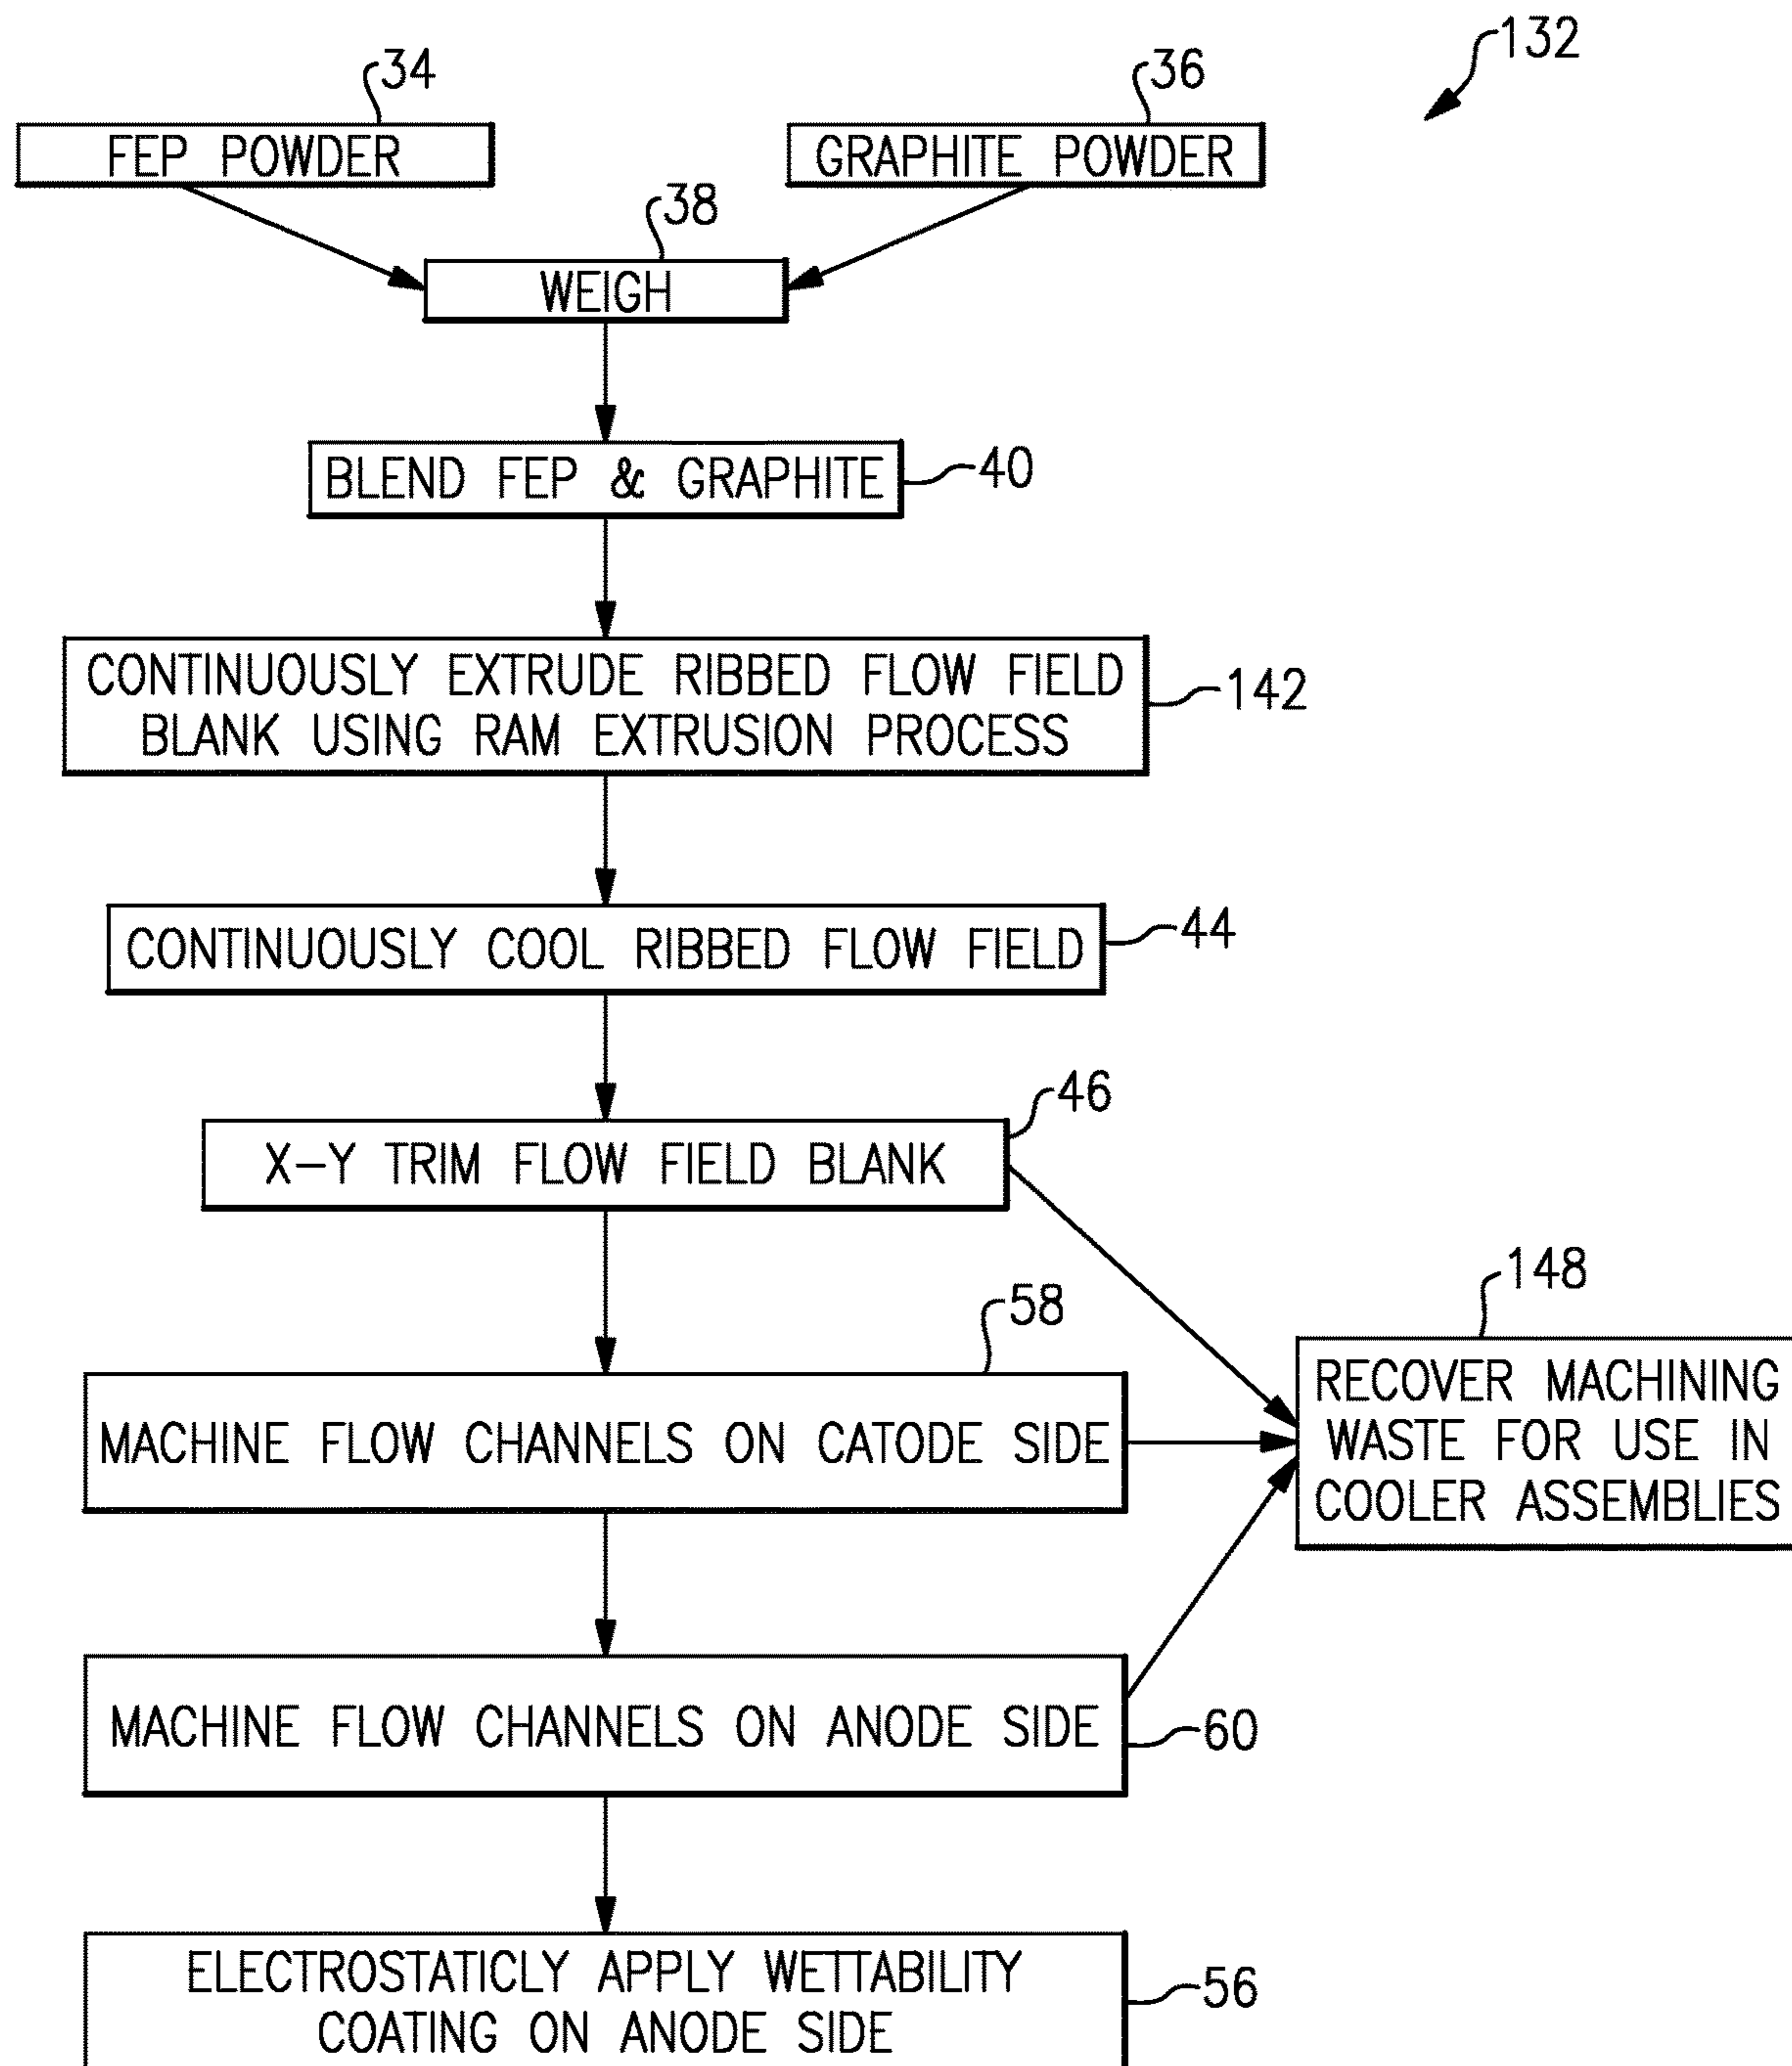 132
34
36
FEP POWDER
GRAPHITE POWDER
38
WEIGH
BLEND FEP & GRAPHITE
40
CONTINUOUSLY EXTRUDE RIBBED FLOW FIELD
BLANK USING RAM EXTRUSION PROCESS
142
CONTINUOUSLY COOL RIBBED FLOW FIELD
44
46
X-Y TRIM FLOW FIELD BLANK
148
58
RECOVER MACHINING
WASTE FOR USE IN
COOLER ASSEMBLIES
MACHINE FLOW CHANNELS ON CATODE SIDE
MACHINE FLOW CHANNELS ON ANODE SIDE
60
ELECTROSTATICLY APPLY WETTABILITY
COATING ON ANODE SIDE
56